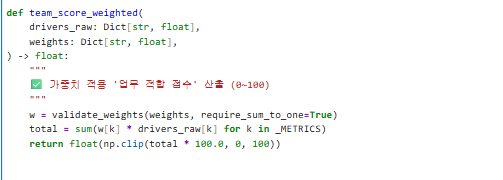 def team_score_weighted(
    drivers_raw: Dict[str, float],
    weights: Dict[str, float],
) -> float:
    """
    ✅ 가중치 적용 '업무 적합 점수' 산출 (0~100)
    """
    w = validate_weights(weights, require_sum_to_one=True)
    total = sum(w[k] * drivers_raw[k] for k in _METRICS)
    return float(np.clip(total * 100.0, 0, 100))